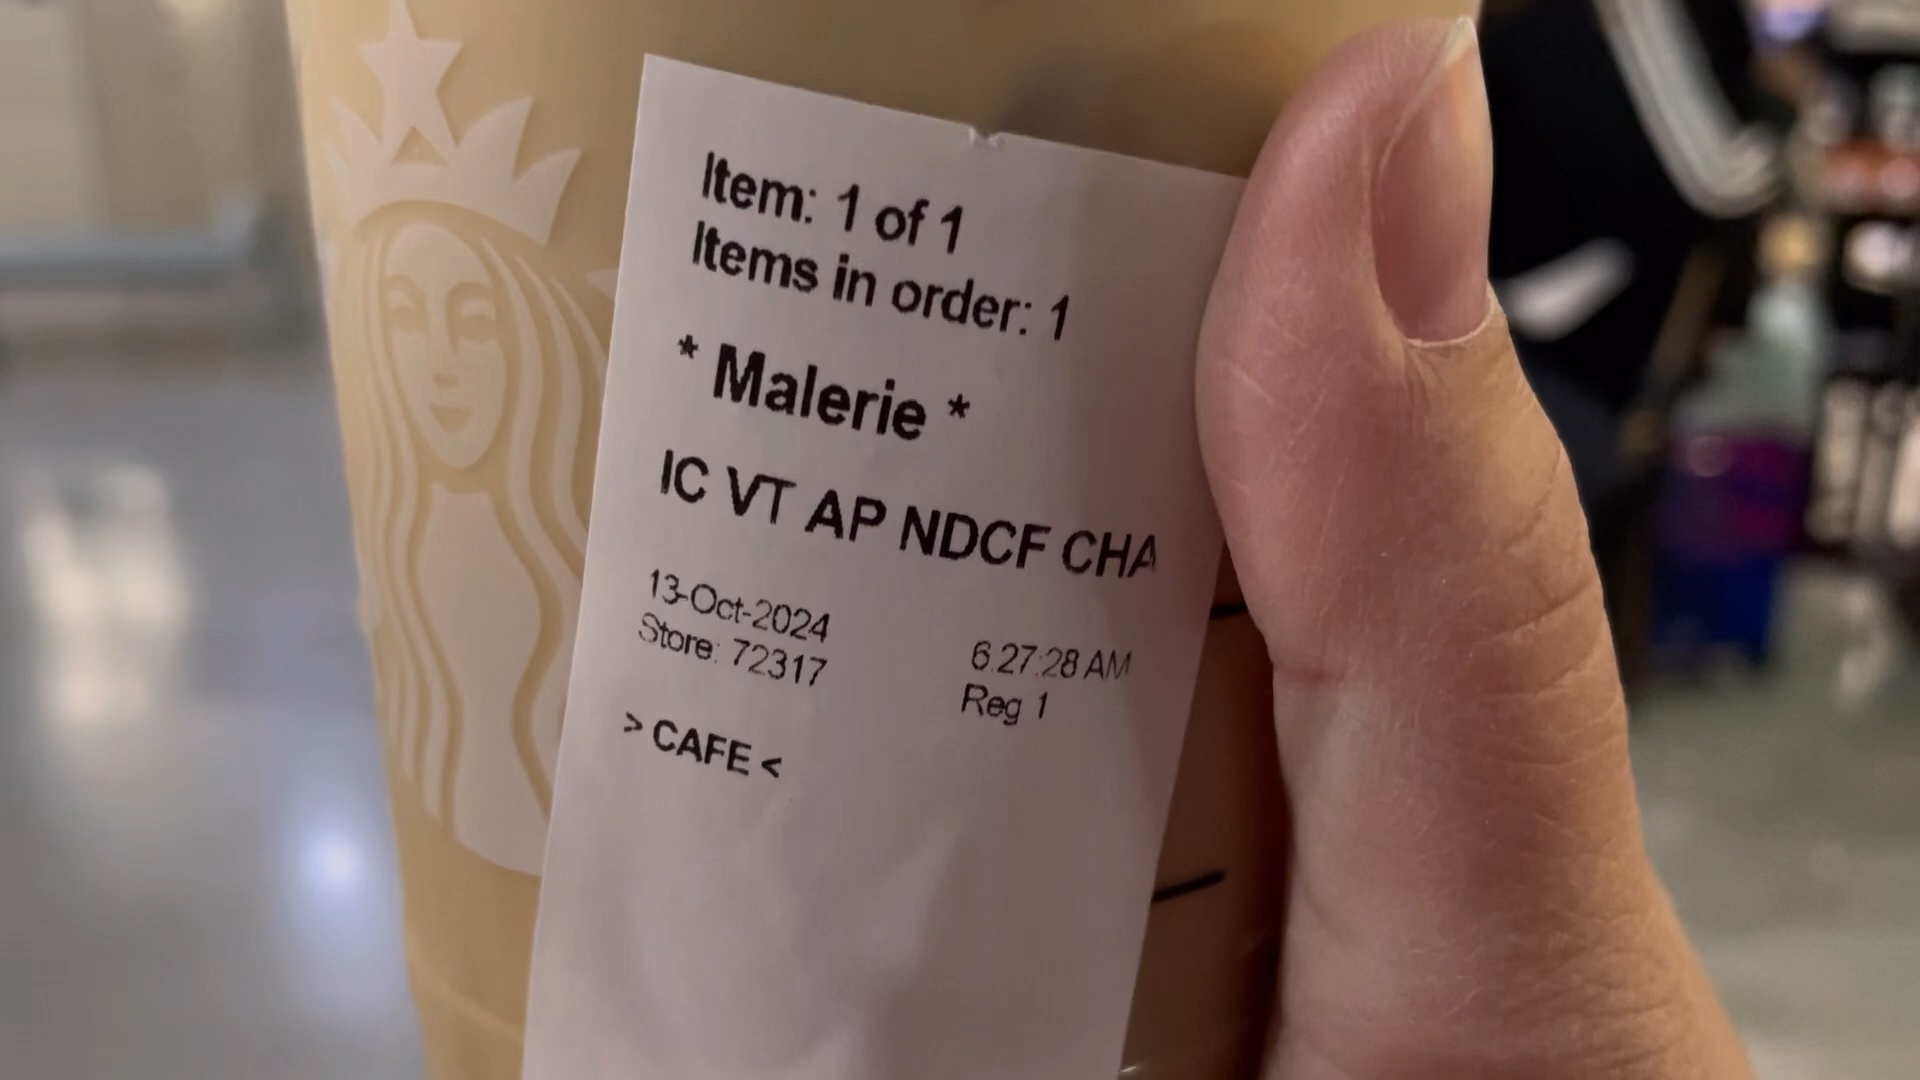 Item: 1 of 1
Items in order: 1
* Malerie *
IC VT AP NDCF CHA
13-Oct-2024 6:27:28 AM
Store: 72317 Reg 1
> CAFE <